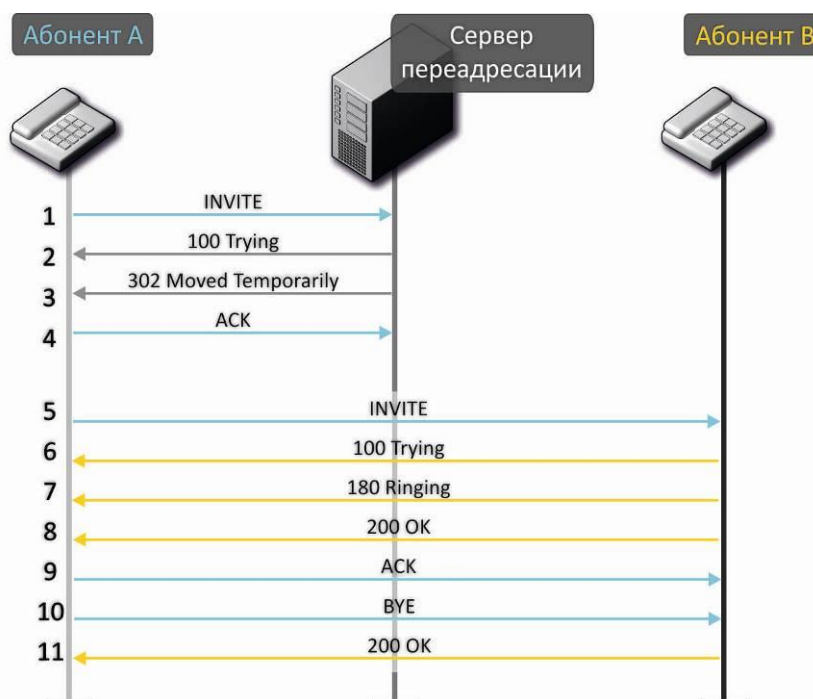 Абонент А
Сервер
переадресации
Абонент В
1 INVITE
2 100 Trying
3 302 Moved Temporarily
4 ACK
5 INVITE
6 100 Trying
7 180 Ringing
8 200 OK
9 ACK
10 BYE
11 200 OK